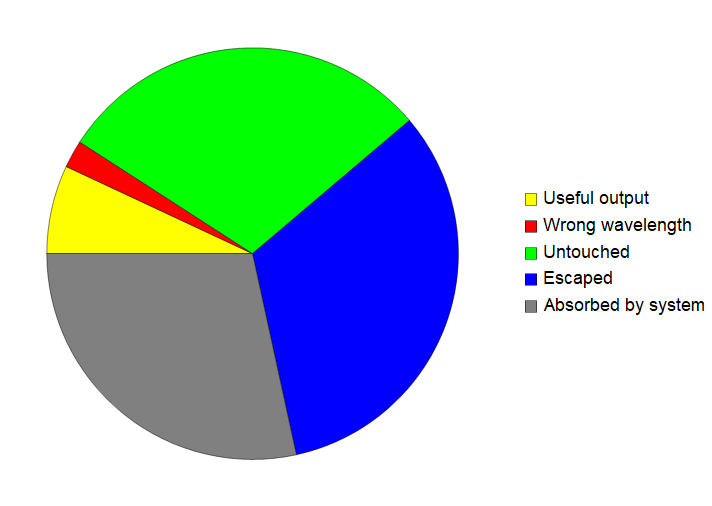 Useful output
Wrong wavelength
Untouched
Escaped
Absorbed by system